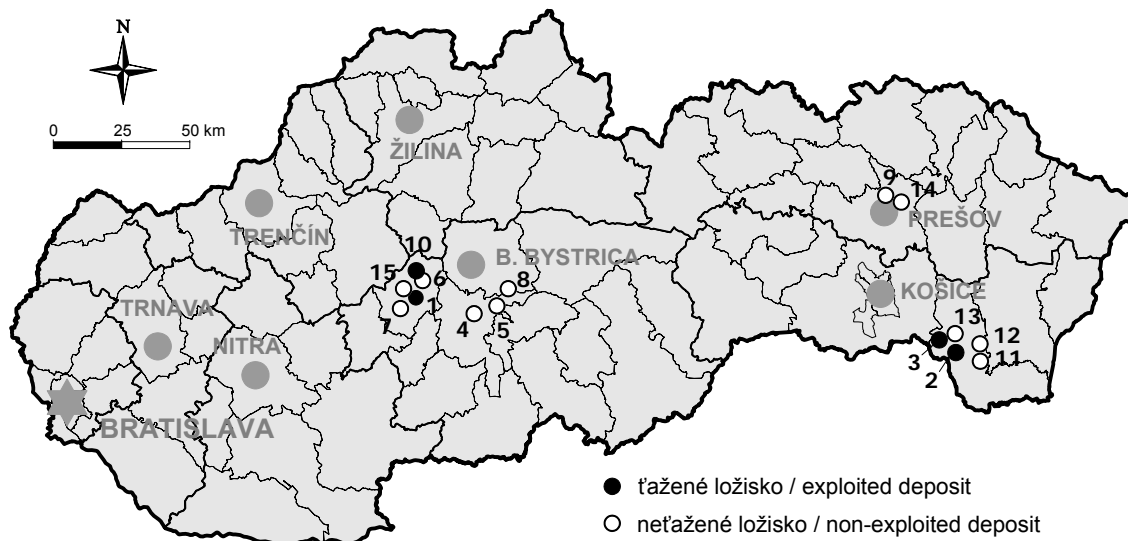 N
0 25 50 km
ŽILINA
TRENČÍN
9
14
PREŠOV
10
B. BYSTRICA
15
6
8
1
7
4
5
KOŠICE
TRNAVA
NITRA
13
12
3
11
2
BRATISLAVA
ťažené ložisko / exploited deposit
neťažené ložisko / non-exploited deposit